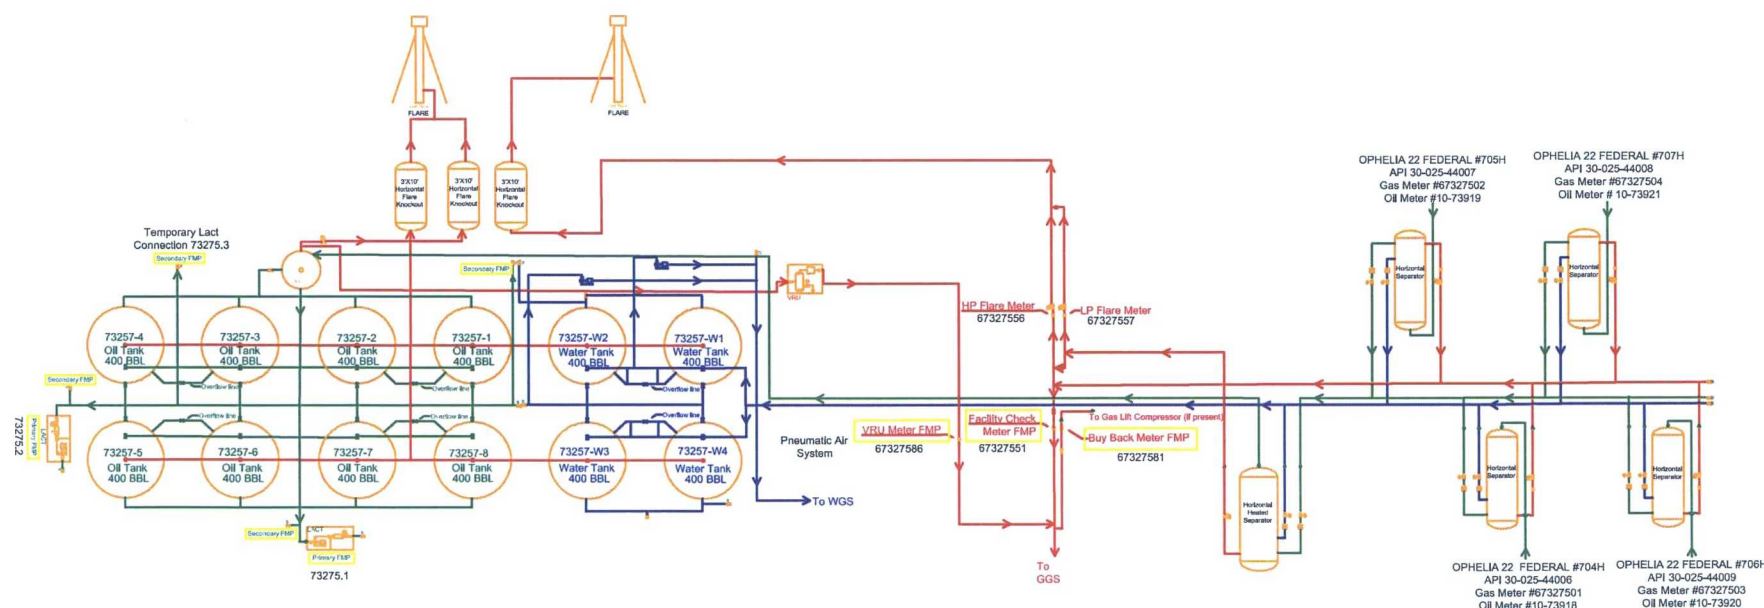 FLARE
FLARE
3'X10'
Horizontal
Flare
Knockout
3'X10'
Horizontal
Flare
Knockout
3'X10'
Horizontal
Flare
Knockout
OPHELIA 22 FEDERAL #705H
API 30-025-44007
Gas Meter #67327502
Oil Meter #10-73919
OPHELIA 22 FEDERAL #707H
API 30-025-44008
Gas Meter #67327504
Oil Meter # 10-73921
Temporary Lact
Connection 73275.3
Secondary FMP
Secondary FMP
VRU
Horizontal
Separator
Horizontal
Separator
HP Flare Meter
67327556
LP Flare Meter
67327557
73257-4
Oil Tank
400 BBL
73257-3
Oil Tank
400 BBL
73257-2
Oil Tank
400 BBL
73257-1
Oil Tank
400 BBL
73257-W2
Water Tank
400 BBL
73257-W1
Water Tank
400 BBL
Overflow line
Overflow line
Overflow line
Secondary FMP
LACT
Primary FMP
73275.2
Overflow line
Overflow line
Overflow line
73257-5
Oil Tank
400 BBL
73257-6
Oil Tank
400 BBL
73257-7
Oil Tank
400 BBL
73257-8
Oil Tank
400 BBL
73257-W3
Water Tank
400 BBL
73257-W4
Water Tank
400 BBL
Pneumatic Air
System
VRU Meter FMP
67327586
Facility Check
Meter FMP
67327551
To Gas Lift Compressor (if present)
Buy Back Meter FMP
67327581
To WGS
Horizontal
Heated
Separator
Horizontal
Separator
Horizontal
Separator
Secondary FMP
LACT
Primary FMP
73275.1
To
GGS
OPHELIA 22 FEDERAL #704H
API 30-025-44006
Gas Meter #67327501
Oil Meter #10-73918
OPHELIA 22 FEDERAL #706H
API 30-025-44009
Gas Meter #67327503
Oil Meter #10-73920